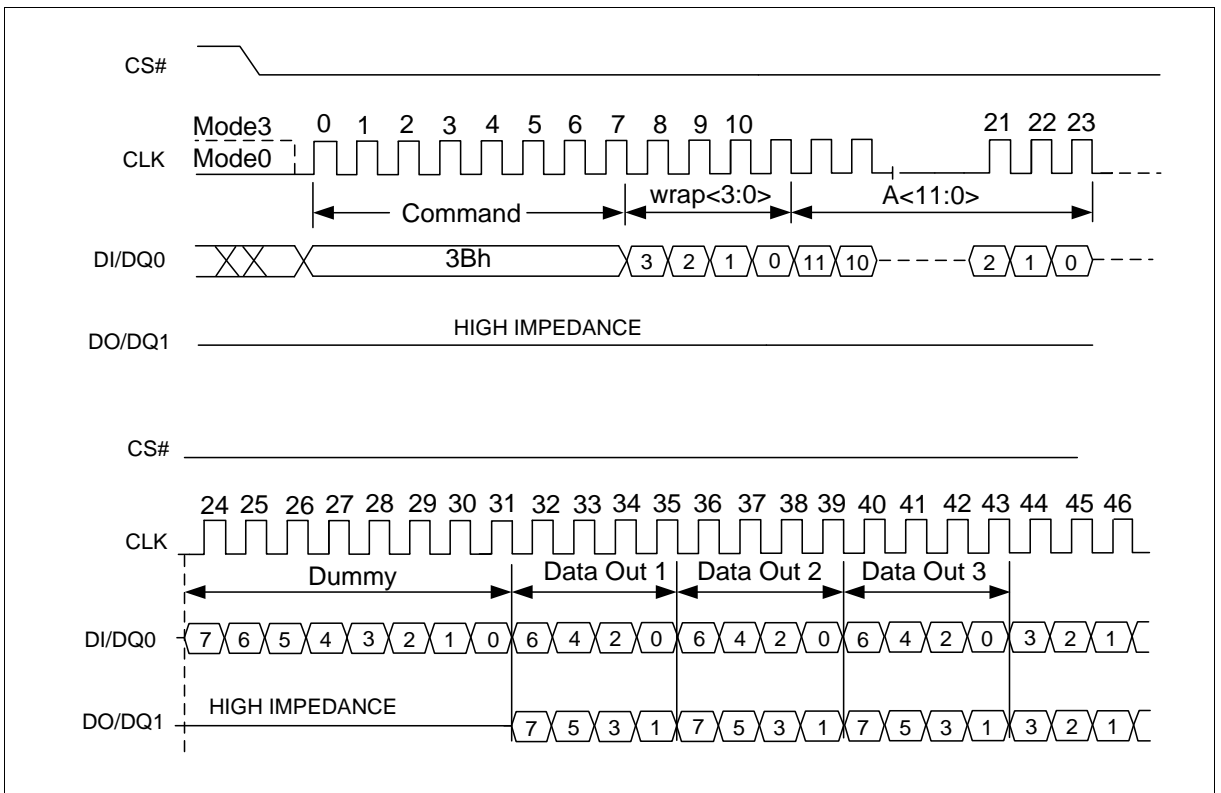 CS#
Mode3 0 1 2 3 4 5 6 7 8 9 10 21 22 23
CLK Mode0
Command wrap<3:0> A<11:0>
DI/DQ0 3Bh 3 2 1 0 11 10 2 1 0
HIGH IMPEDANCE
DO/DQ1
CS#
24 25 26 27 28 29 30 31 32 33 34 35 36 37 38 39 40 41 42 43 44 45 46
CLK
Dummy Data Out 1 Data Out 2 Data Out 3
DI/DQ0 7 6 5 4 3 2 1 0 6 4 2 0 6 4 2 0 6 4 2 0 3 2 1
HIGH IMPEDANCE
DO/DQ1 7 5 3 1 7 5 3 1 7 5 3 1 3 2 1